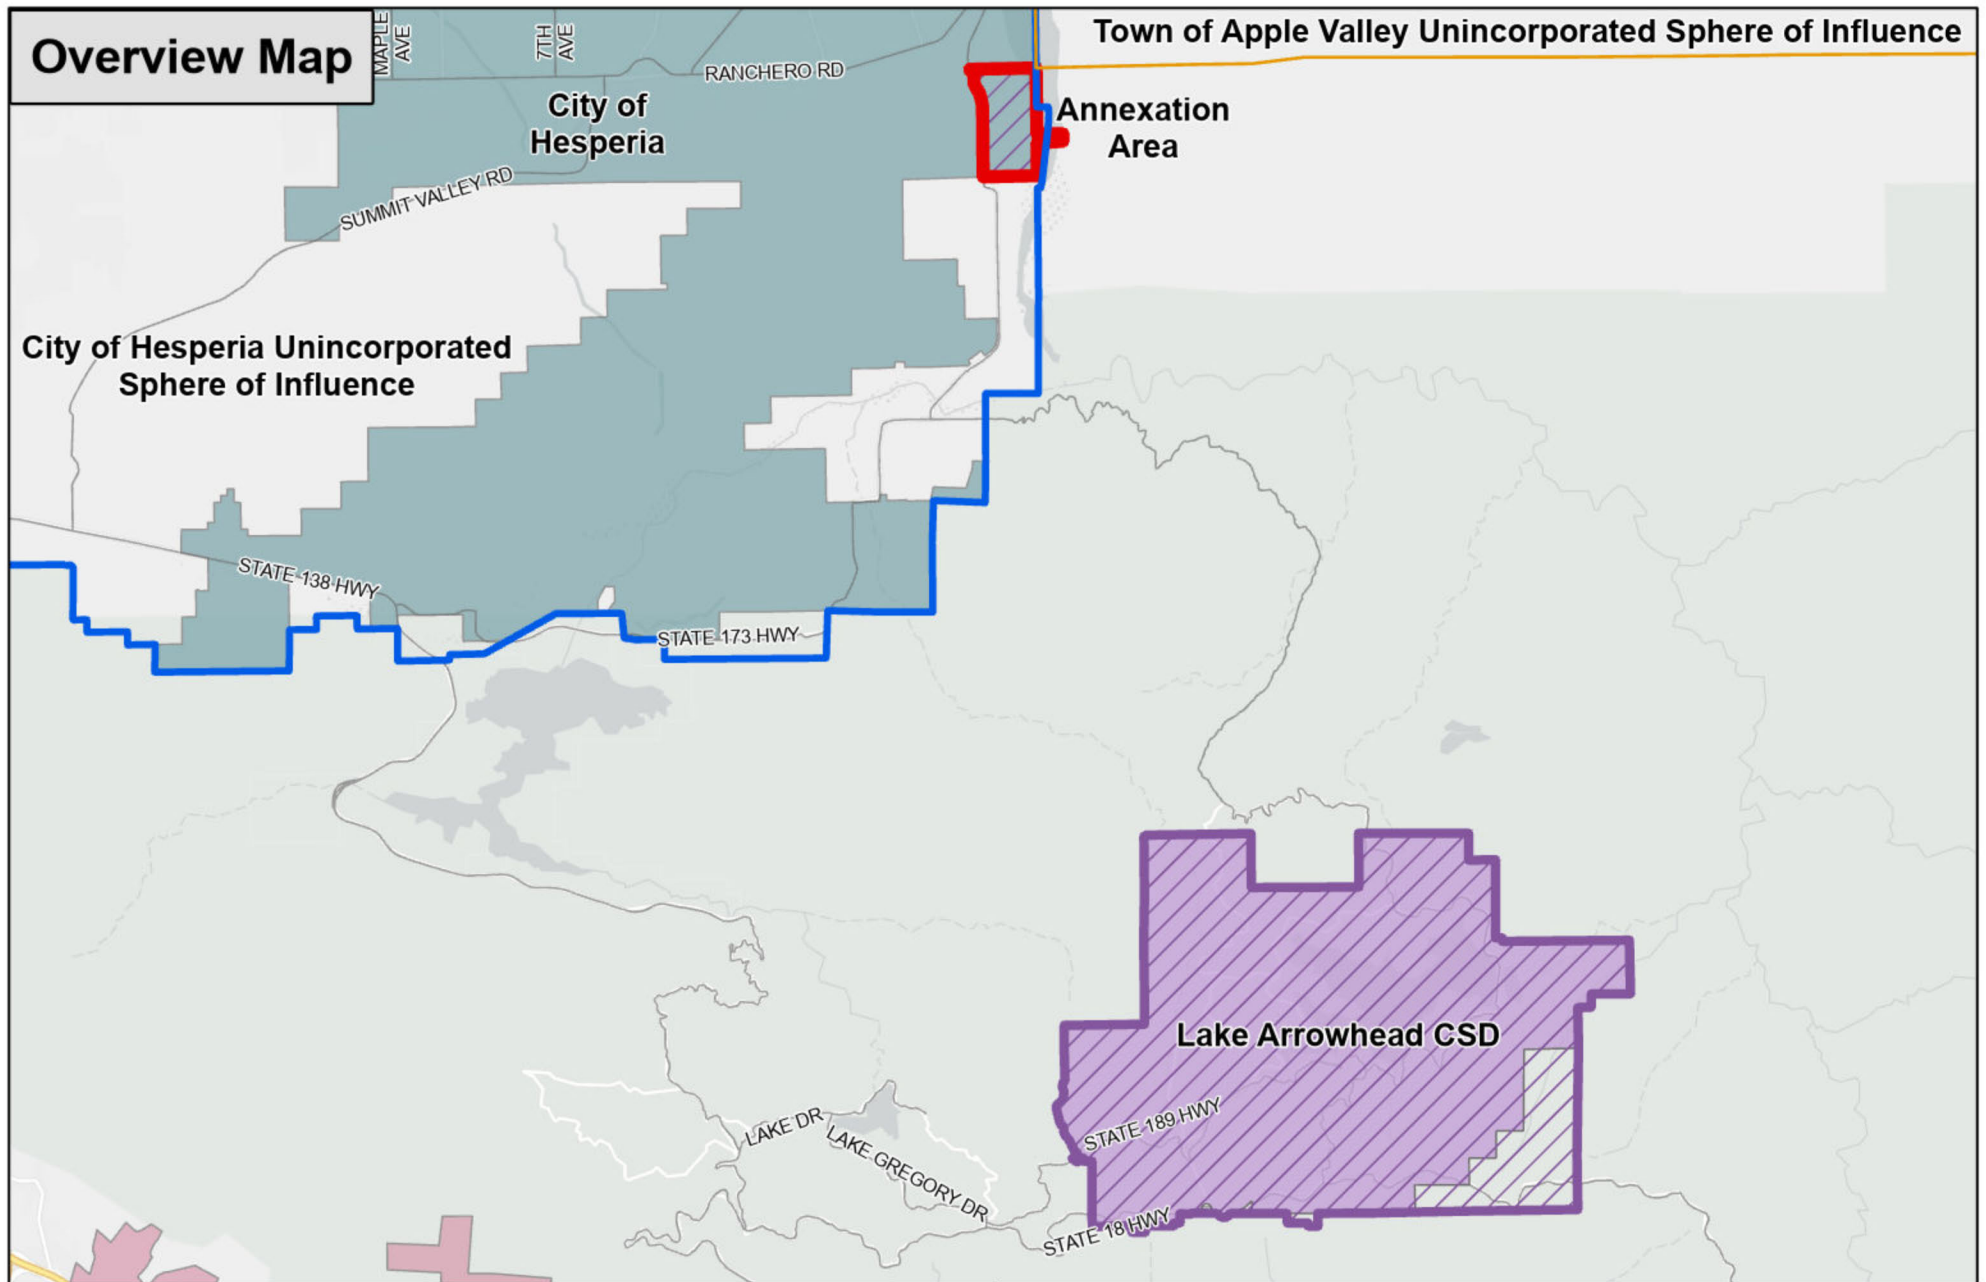 Overview Map
MAPLE
AVE
7TH
AVE
RANCHERO RD
Town of Apple Valley Unincorporated Sphere of Influence
City of
Hesperia
Annexation
Area
SUMMIT VALLEY RD
City of Hesperia Unincorporated
Sphere of Influence
STATE 138 HWY
STATE 173 HWY
Lake Arrowhead CSD
STATE 189 HWY
LAKE DR
LAKE GREGORY DR
STATE 18 HWY